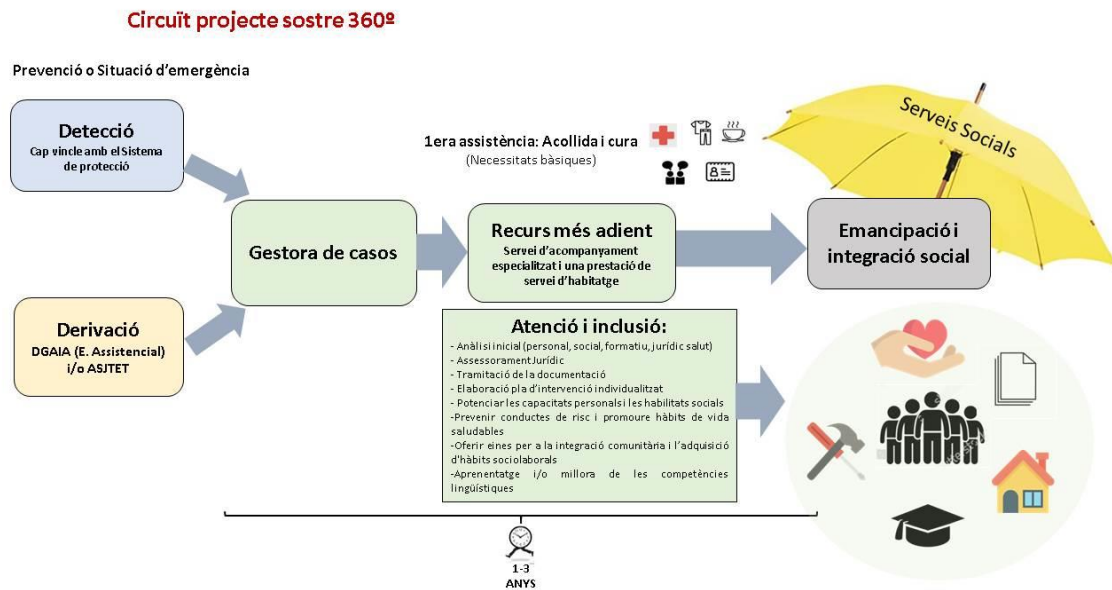 Circuït projecte sostre 360º
Prevenció o Situació d'emergència
Detecció
Cap vincle amb el Sistema
de protecció
Derivació
DGAIA (E. Assistencial)
i/o ASJTET
Gestora de casos
1era assistència: Acollida i cura
(Necessitats bàsiques)
Recurs més adient
Servei d'acompanyament
especialitzat i una prestació de
servei d'habitatge
Atenció i inclusió:
- Anàlisi inicial (personal, social, formatiu, jurídic salut)
- Assessorament Jurídic
- Tramitació de la documentació
- Elaboració pla d'intervenció individualitzat
- Potenciar les capacitats personals i les habilitats socials
-Prevenir conductes de risc i promoure hàbits de vida
saludables
-Oferir eines per a la integració comunitària i l'adquisició
d'hàbits sociolaborals
-Aprenentatge i/o millora de les competències
lingüístiques
Serveis Socials
Emancipació i
integració social
1-3
ANYS